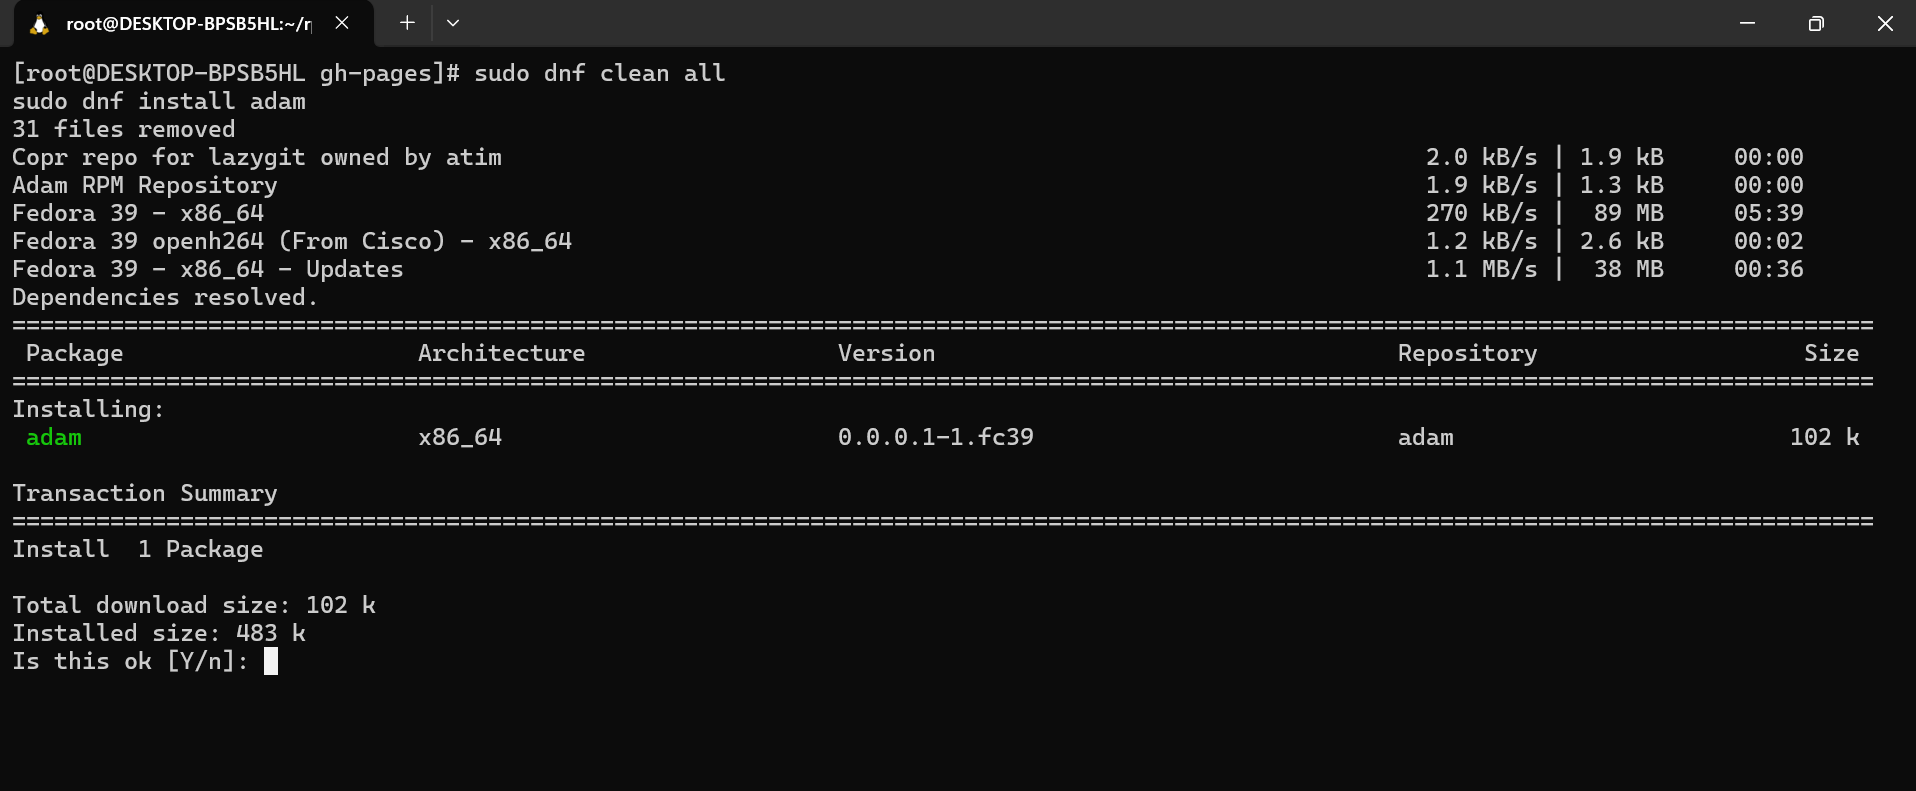 root@DESKTOP-BPSB5HL:~/r
[root@DESKTOP-BPSB5HL gh-pages]# sudo dnf clean all
sudo dnf install adam
31 files removed
Copr repo for lazygit owned by atim 2.0 kB/s | 1.9 kB 00:00
Adam RPM Repository 1.9 kB/s | 1.3 kB 00:00
Fedora 39 - x86_64 270 kB/s | 89 MB 05:39
Fedora 39 openh264 (From Cisco) - x86_64 1.2 kB/s | 2.6 kB 00:02
Fedora 39 - x86_64 - Updates 1.1 MB/s | 38 MB 00:36
Dependencies resolved.
=====================================================================================================================================
Package Architecture Version Repository Size
=====================================================================================================================================
Installing:
adam x86_64 0.0.0.1-1.fc39 adam 102 k
Transaction Summary
=====================================================================================================================================
Install 1 Package
Total download size: 102 k
Installed size: 483 k
Is this ok [Y/n]: